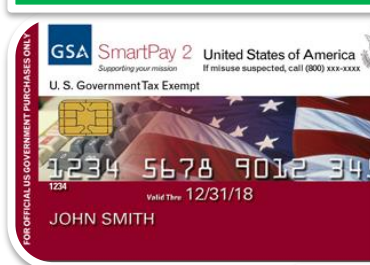 GSA SmartPay 2
Supporting your mission
United States of America
If misuse suspected, call (800) xxx-xxxx
U. S. Government Tax Exempt
FOR OFFICIAL US GOVERNMENT PURCHASES ONLY
1234 5678 9012 345
1234
Valid Thru 12/31/18
JOHN SMITH